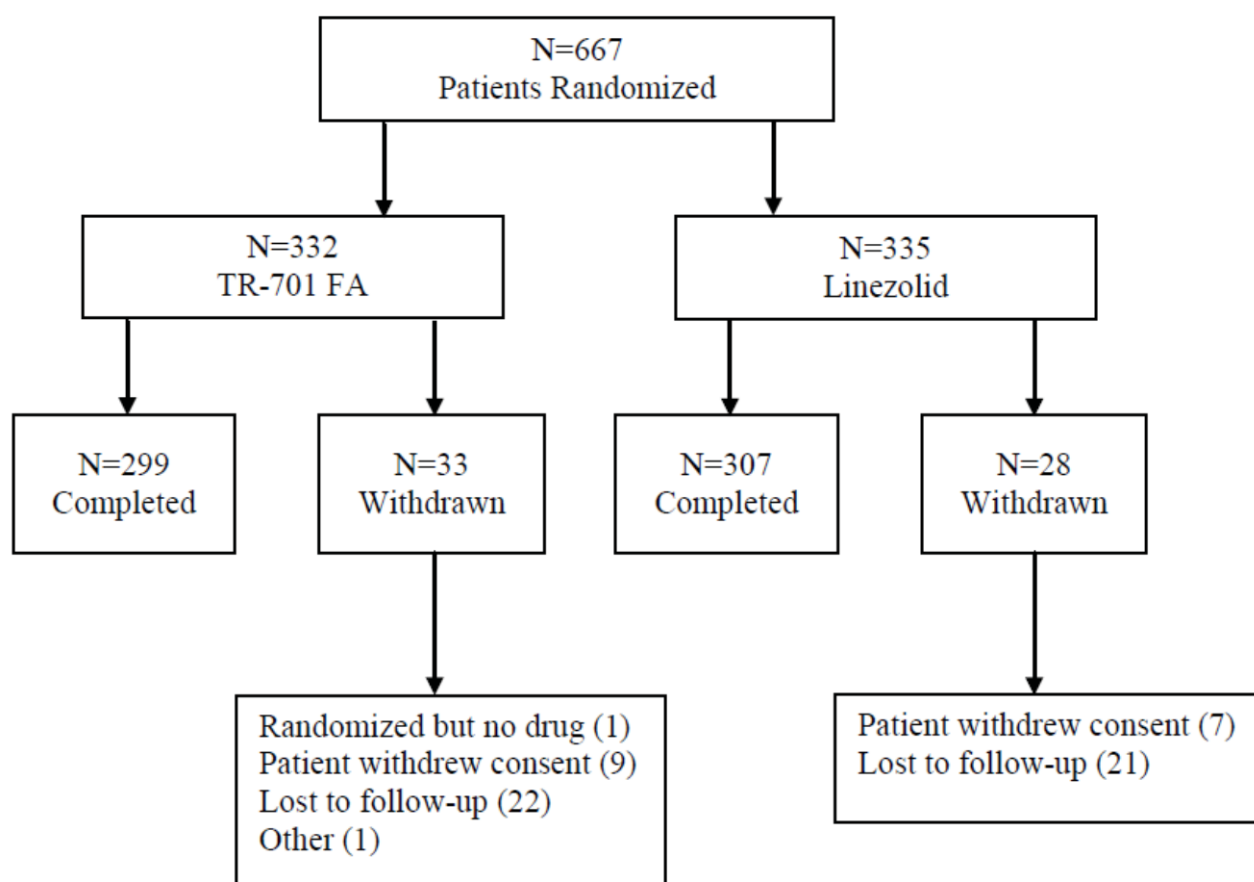 N=667
Patients Randomized
N=332
TR-701 FA
N=335
Linezolid
N=299
Completed
N=33
Withdrawn
N=307
Completed
N=28
Withdrawn
Randomized but no drug (1)
Patient withdrew consent (9)
Lost to follow-up (22)
Other (1)
Patient withdrew consent (7)
Lost to follow-up (21)